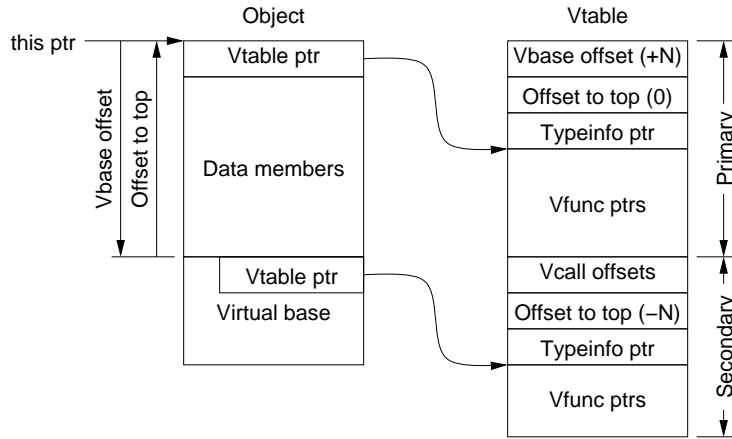 Object
Vtable
this ptr
Vtable ptr
Vbase offset (+N)
Offset to top (0)
Typeinfo ptr
Vbase offset
Offset to top
Data members
Vfunc ptrs
Primary
Vtable ptr
Virtual base
Vcall offsets
Offset to top (−N)
Typeinfo ptr
Vfunc ptrs
Secondary